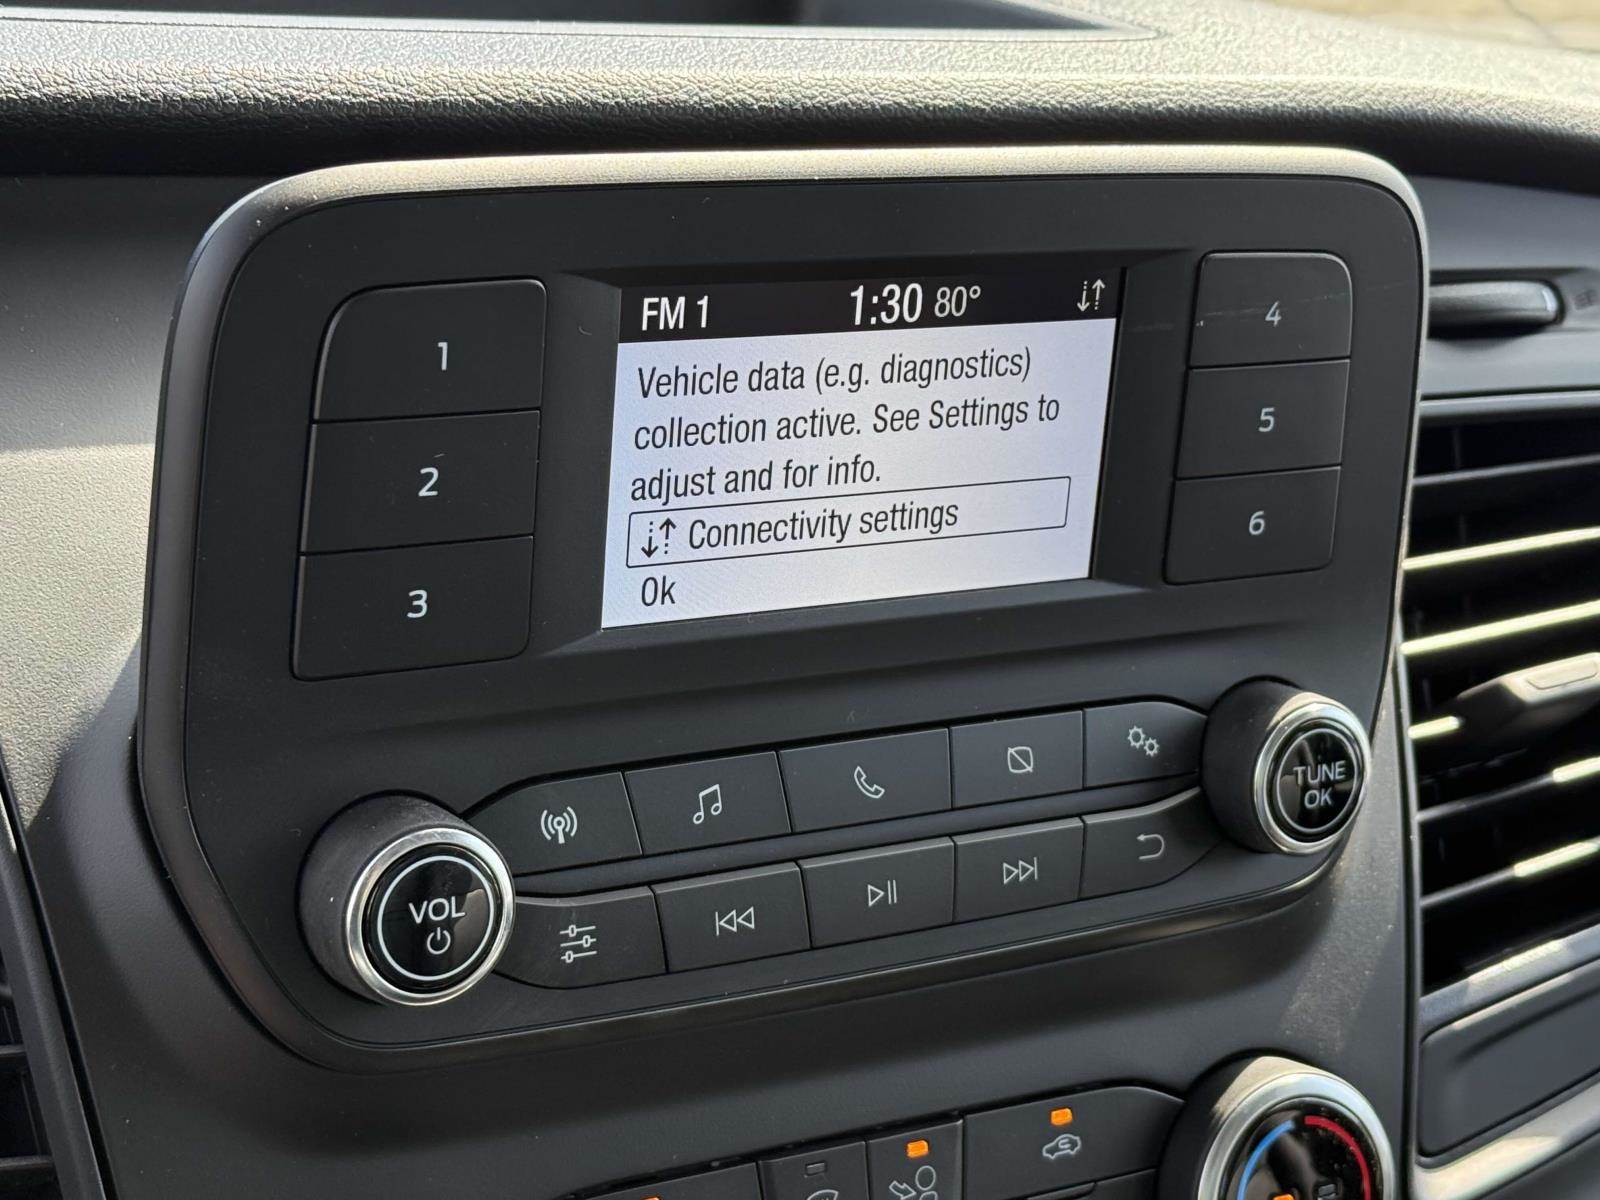 FM 1 1:30 80°
Vehicle data (e.g. diagnostics)
collection active. See Settings to
adjust and for info.
Connectivity settings
Ok
1
2
3
4
5
6
VOL
TUNE
OK